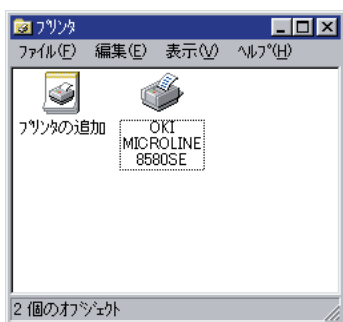 プリンタ
ファイル(F) 編集(E) 表示(V) ヘルプ(H)
プリンタの追加
OKI
MICROLINE
8580SE
2 個のオブジェクト